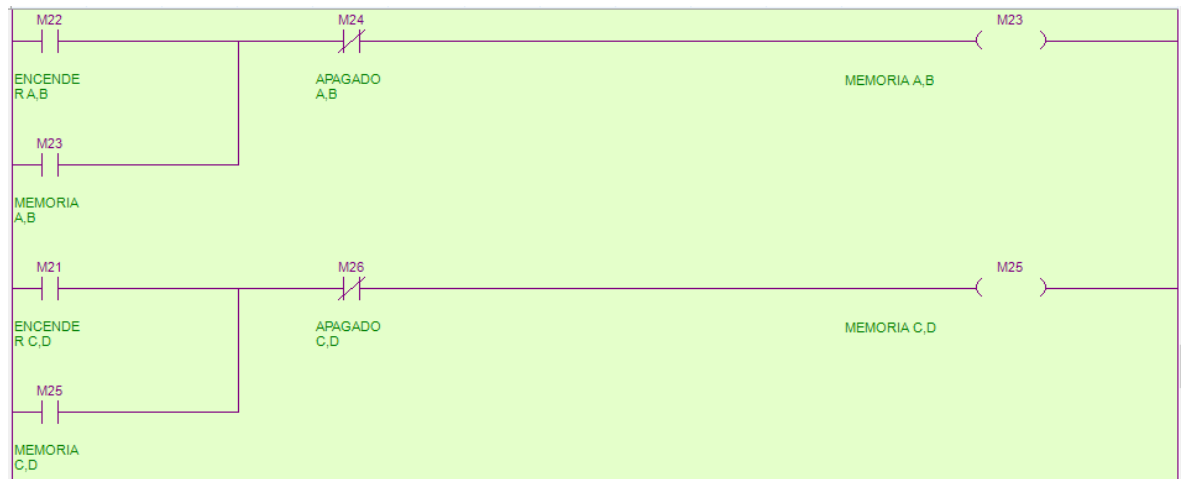 M22 M24 M23
ENCENDE APAGADO MEMORIA A,B
R A,B A,B
M23
MEMORIA
A,B
M21 M26 M25
ENCENDE APAGADO MEMORIA C,D
R C,D C,D
M25
MEMORIA
C,D